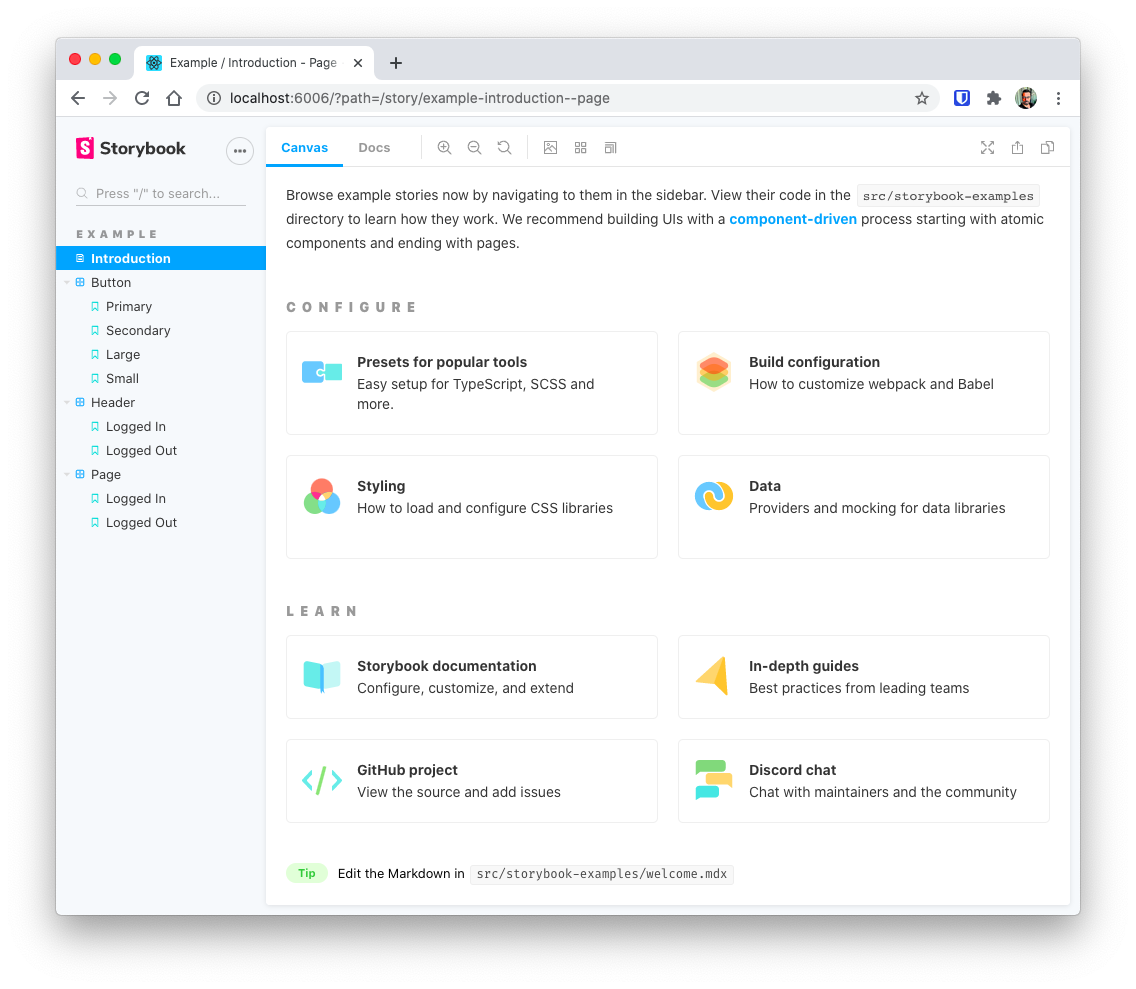 Example / Introduction - Page
localhost:6006/?path=/story/example-introduction--page
Storybook
Canvas
Docs
Press "/" to search...
EXAMPLE
Introduction
Button
Primary
Secondary
Large
Small
Header
Logged In
Logged Out
Page
Logged In
Logged Out
Browse example stories now by navigating to them in the sidebar. View their code in the src/storybook-examples
directory to learn how they work. We recommend building UIs with a component-driven process starting with atomic
components and ending with pages.
CONFIGURE
Presets for popular tools
Easy setup for TypeScript, SCSS and
more.
Build configuration
How to customize webpack and Babel
Styling
How to load and configure CSS libraries
Data
Providers and mocking for data libraries
LEARN
Storybook documentation
Configure, customize, and extend
In-depth guides
Best practices from leading teams
GitHub project
View the source and add issues
Discord chat
Chat with maintainers and the community
Tip Edit the Markdown in src/storybook-examples/welcome.mdx